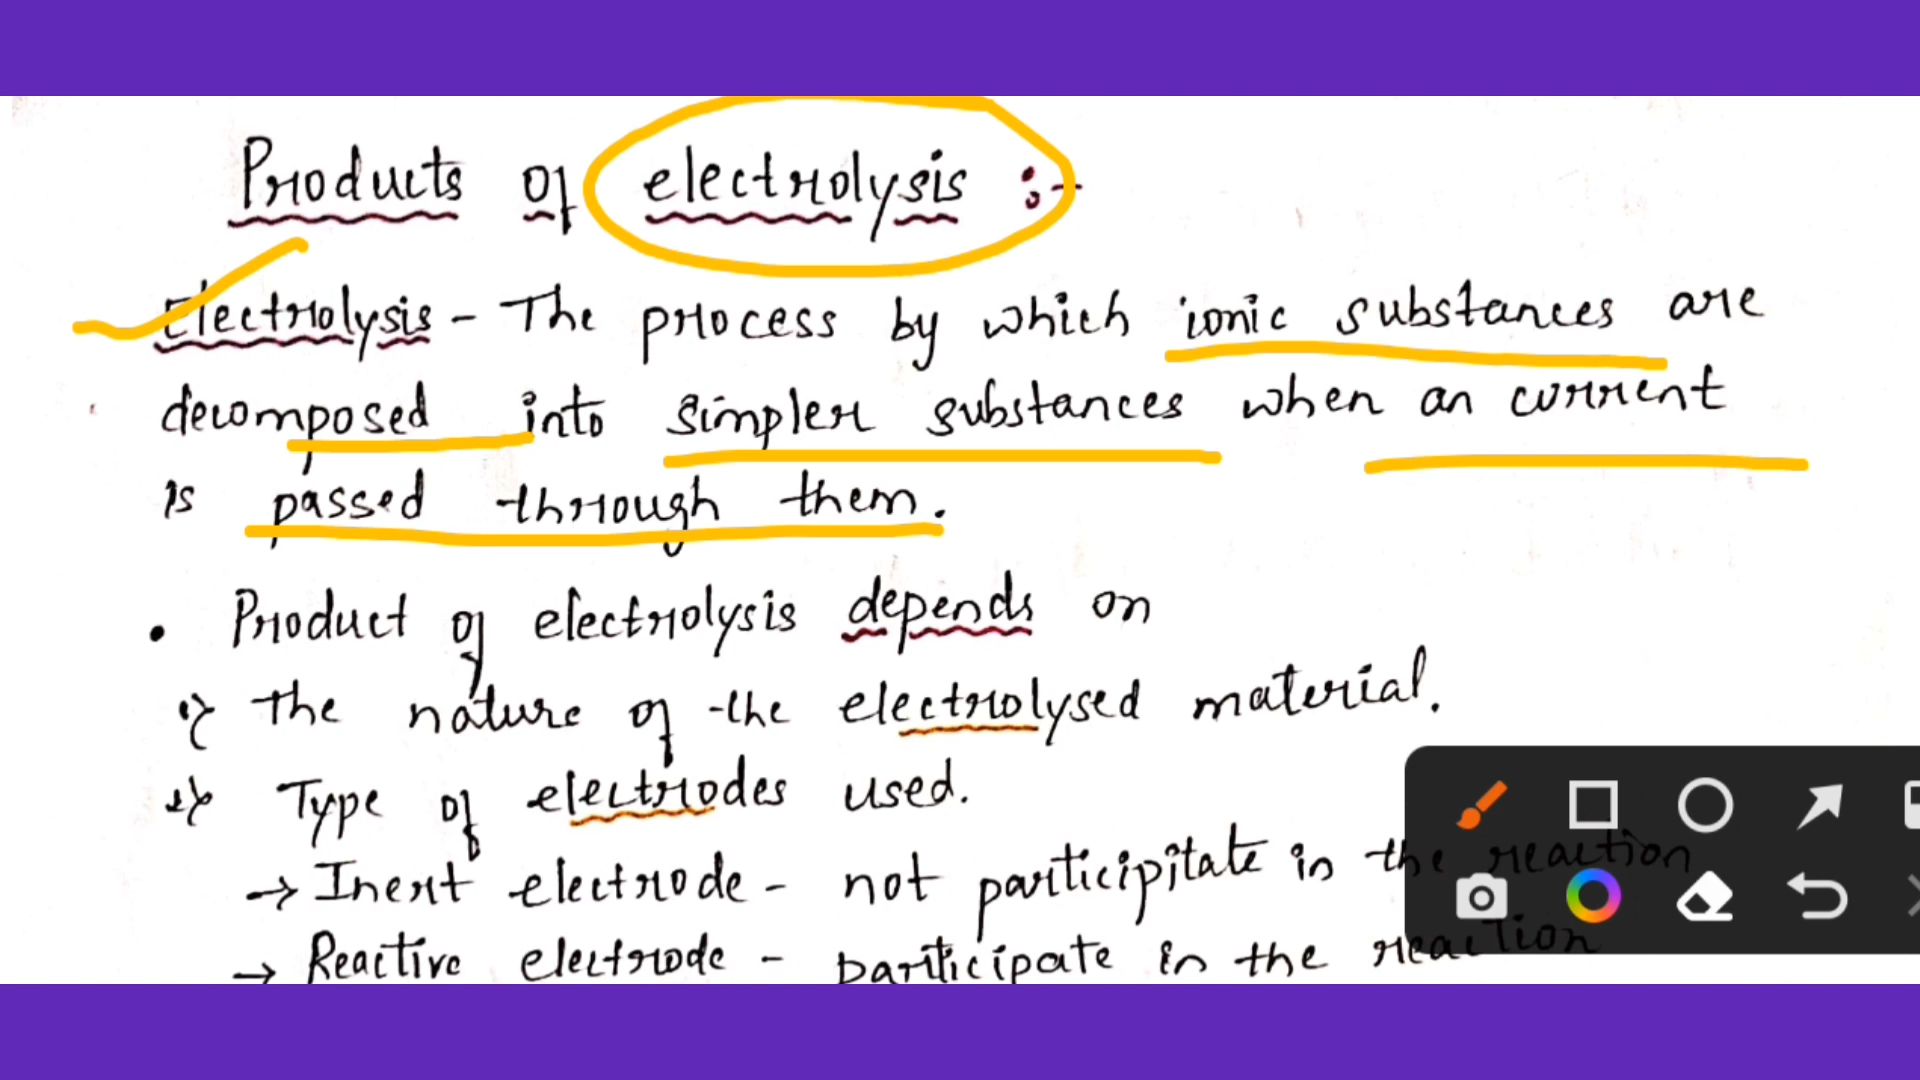 Products of electrolysis :-
Electrolysis - The process by which ionic substances are
decomposed into simpler substances when an current
is passed through them.
• Product of electrolysis depends on
1) The nature of the electrolysed material.
2) Type of electrodes used.
→ Inert electrode - not participitate in the reaction
→ Reactive electrode - participate in the reaction